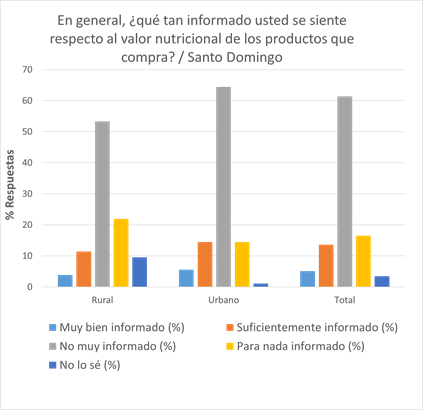 En general, ¿qué tan informado usted se siente
respecto al valor nutricional de los productos que
compra? / Santo Domingo
% Respuestas
70
60
50
40
30
20
10
0
Rural
Urbano
Total
Muy bien informado (%)
Suficientemente informado (%)
No muy informado (%)
Para nada informado (%)
No lo sé (%)